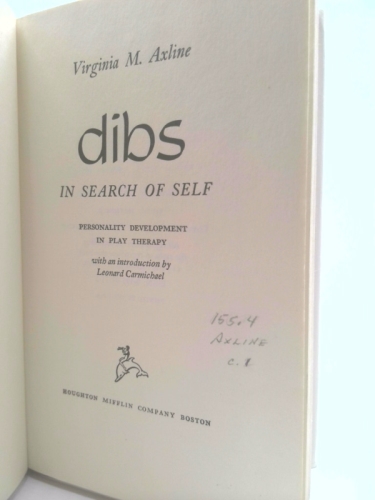 Virginia M. Axline
dibs
IN SEARCH OF SELF
PERSONALITY DEVELOPMENT
IN PLAY THERAPY
with an introduction by
Leonard Carmichael
155.4
AXLINE
c. 1
HOUGHTON MIFFLIN COMPANY BOSTON